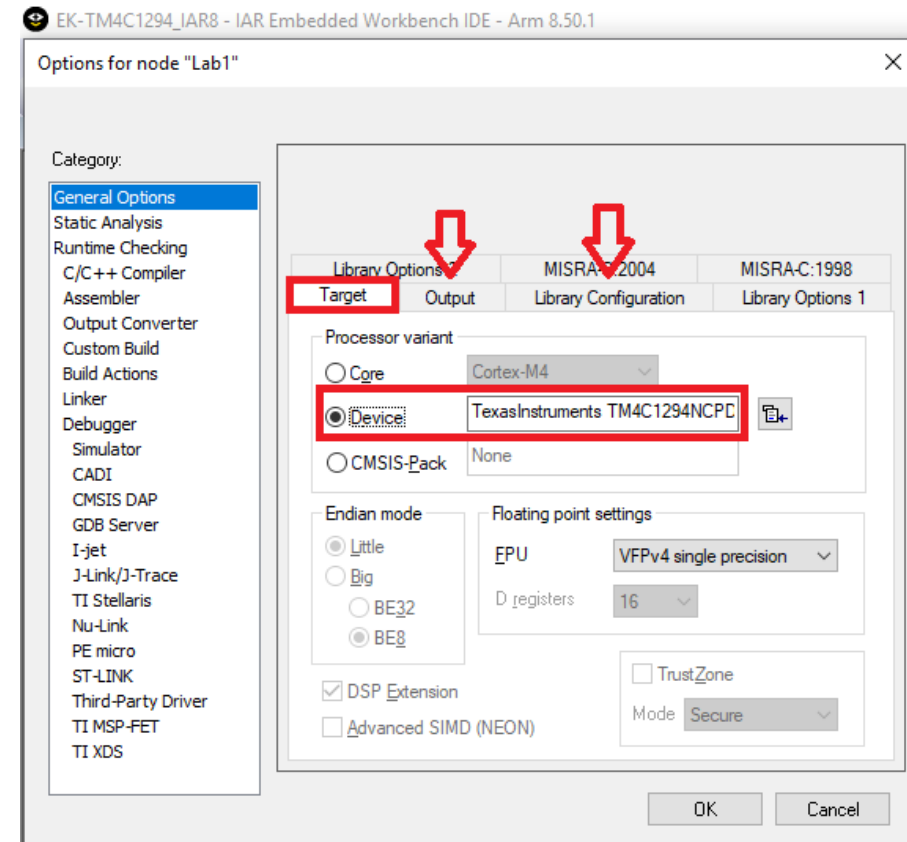 EK-TM4C1294_IAR8 - IAR Embedded Workbench IDE - Arm 8.50.1
Options for node "Lab1"
Category:
General Options
Static Analysis
Runtime Checking
C/C++ Compiler
Assembler
Output Converter
Custom Build
Build Actions
Linker
Debugger
Simulator
CADI
CMSIS DAP
GDB Server
I-jet
J-Link/J-Trace
TI Stellaris
Nu-Link
PE micro
ST-LINK
Third-Party Driver
TI MSP-FET
TI XDS
Library Options MISRA-C:2004 MISRA-C:1998
Target Output Library Configuration Library Options 1
Processor variant
Core Cortex-M4
Device TexasInstruments TM4C1294NCPD
CMSIS-Pack None
Endian mode
Little
Big
BE32
BE8
Floating point settings
FPU VFPv4 single precision
D registers 16
DSP Extension
Advanced SIMD (NEON)
TrustZone
Mode Secure
OK Cancel